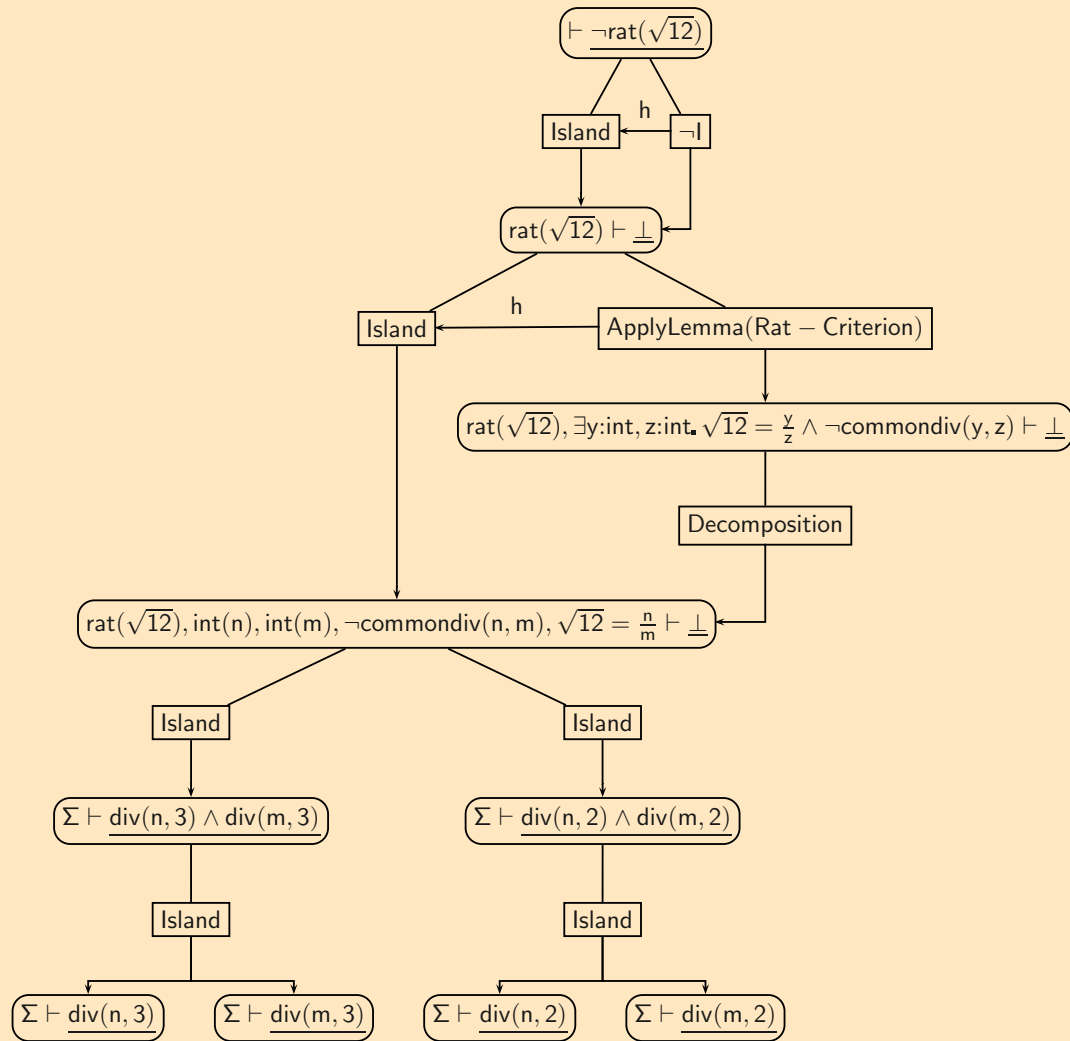 ⊢ ¬rat(√12)
h
Island
¬I
rat(√12) ⊢ ⊥
h
Island
ApplyLemma(Rat − Criterion)
rat(√12), ∃y:int, z:int. √12 = y/z ∧ ¬commondiv(y, z) ⊢ ⊥
Decomposition
rat(√12), int(n), int(m), ¬commondiv(n, m), √12 = n/m ⊢ ⊥
Island
Island
Σ ⊢ div(n, 3) ∧ div(m, 3)
Σ ⊢ div(n, 2) ∧ div(m, 2)
Island
Island
Σ ⊢ div(n, 3)
Σ ⊢ div(m, 3)
Σ ⊢ div(n, 2)
Σ ⊢ div(m, 2)